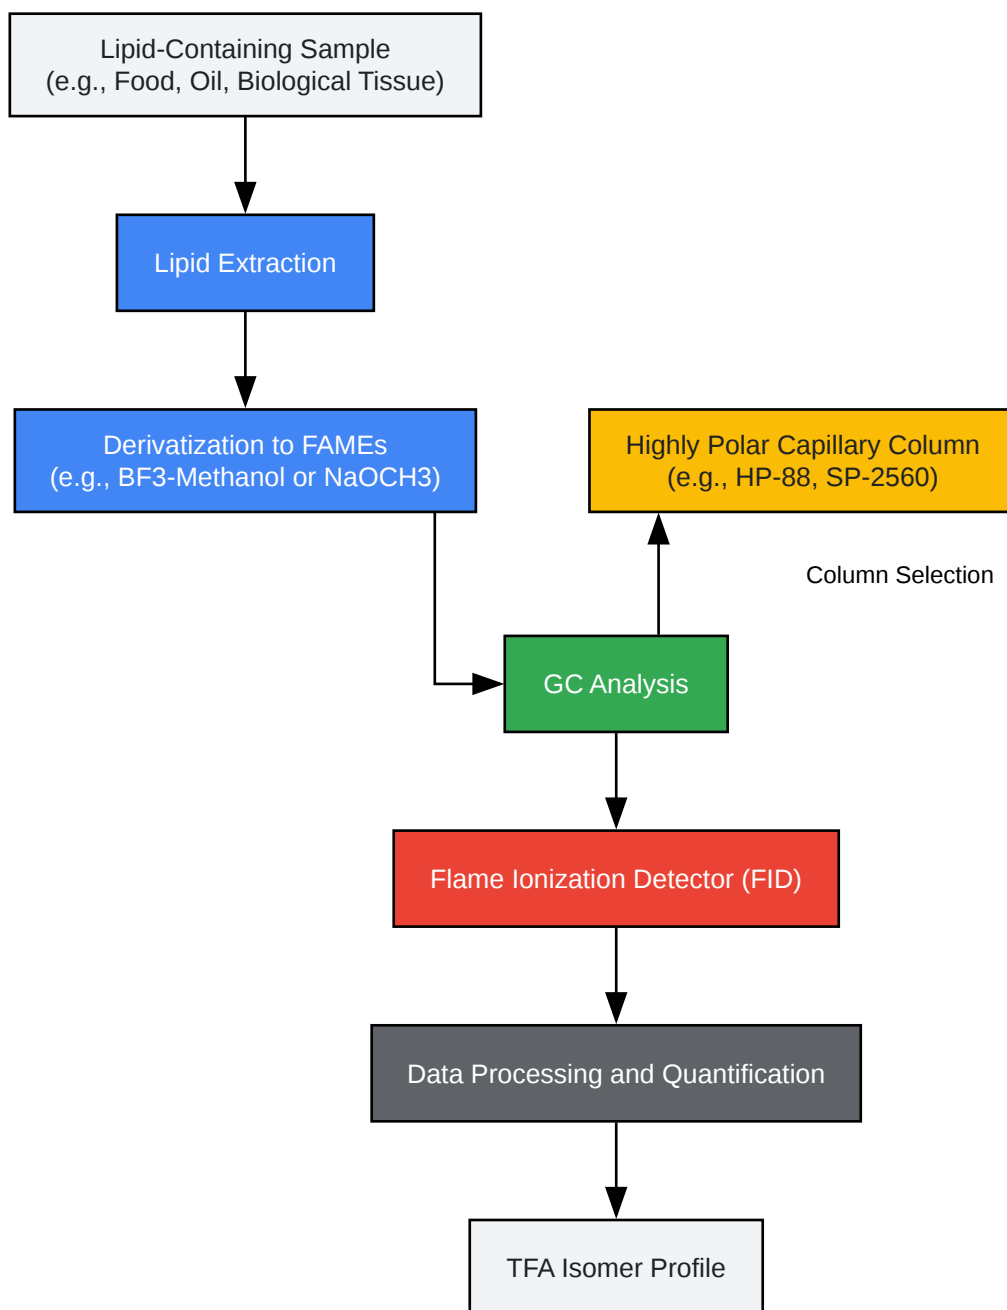 Lipid-Containing Sample
(e.g., Food, Oil, Biological Tissue)
Lipid Extraction
Derivatization to FAMEs
(e.g., BF3-Methanol or NaOCH3)
Highly Polar Capillary Column
(e.g., HP-88, SP-2560)
Column Selection
GC Analysis
Flame Ionization Detector (FID)
Data Processing and Quantification
TFA Isomer Profile